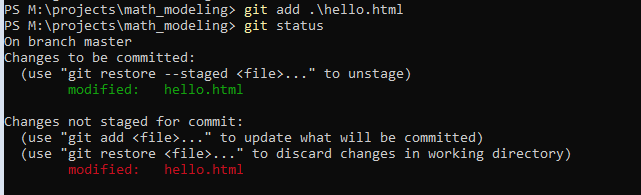 PS M:\projects\math_modeling> git add .\hello.html
PS M:\projects\math_modeling> git status
On branch master
Changes to be committed:
  (use "git restore --staged <file>..." to unstage)
        modified:   hello.html

Changes not staged for commit:
  (use "git add <file>..." to update what will be committed)
  (use "git restore <file>..." to discard changes in working directory)
        modified:   hello.html